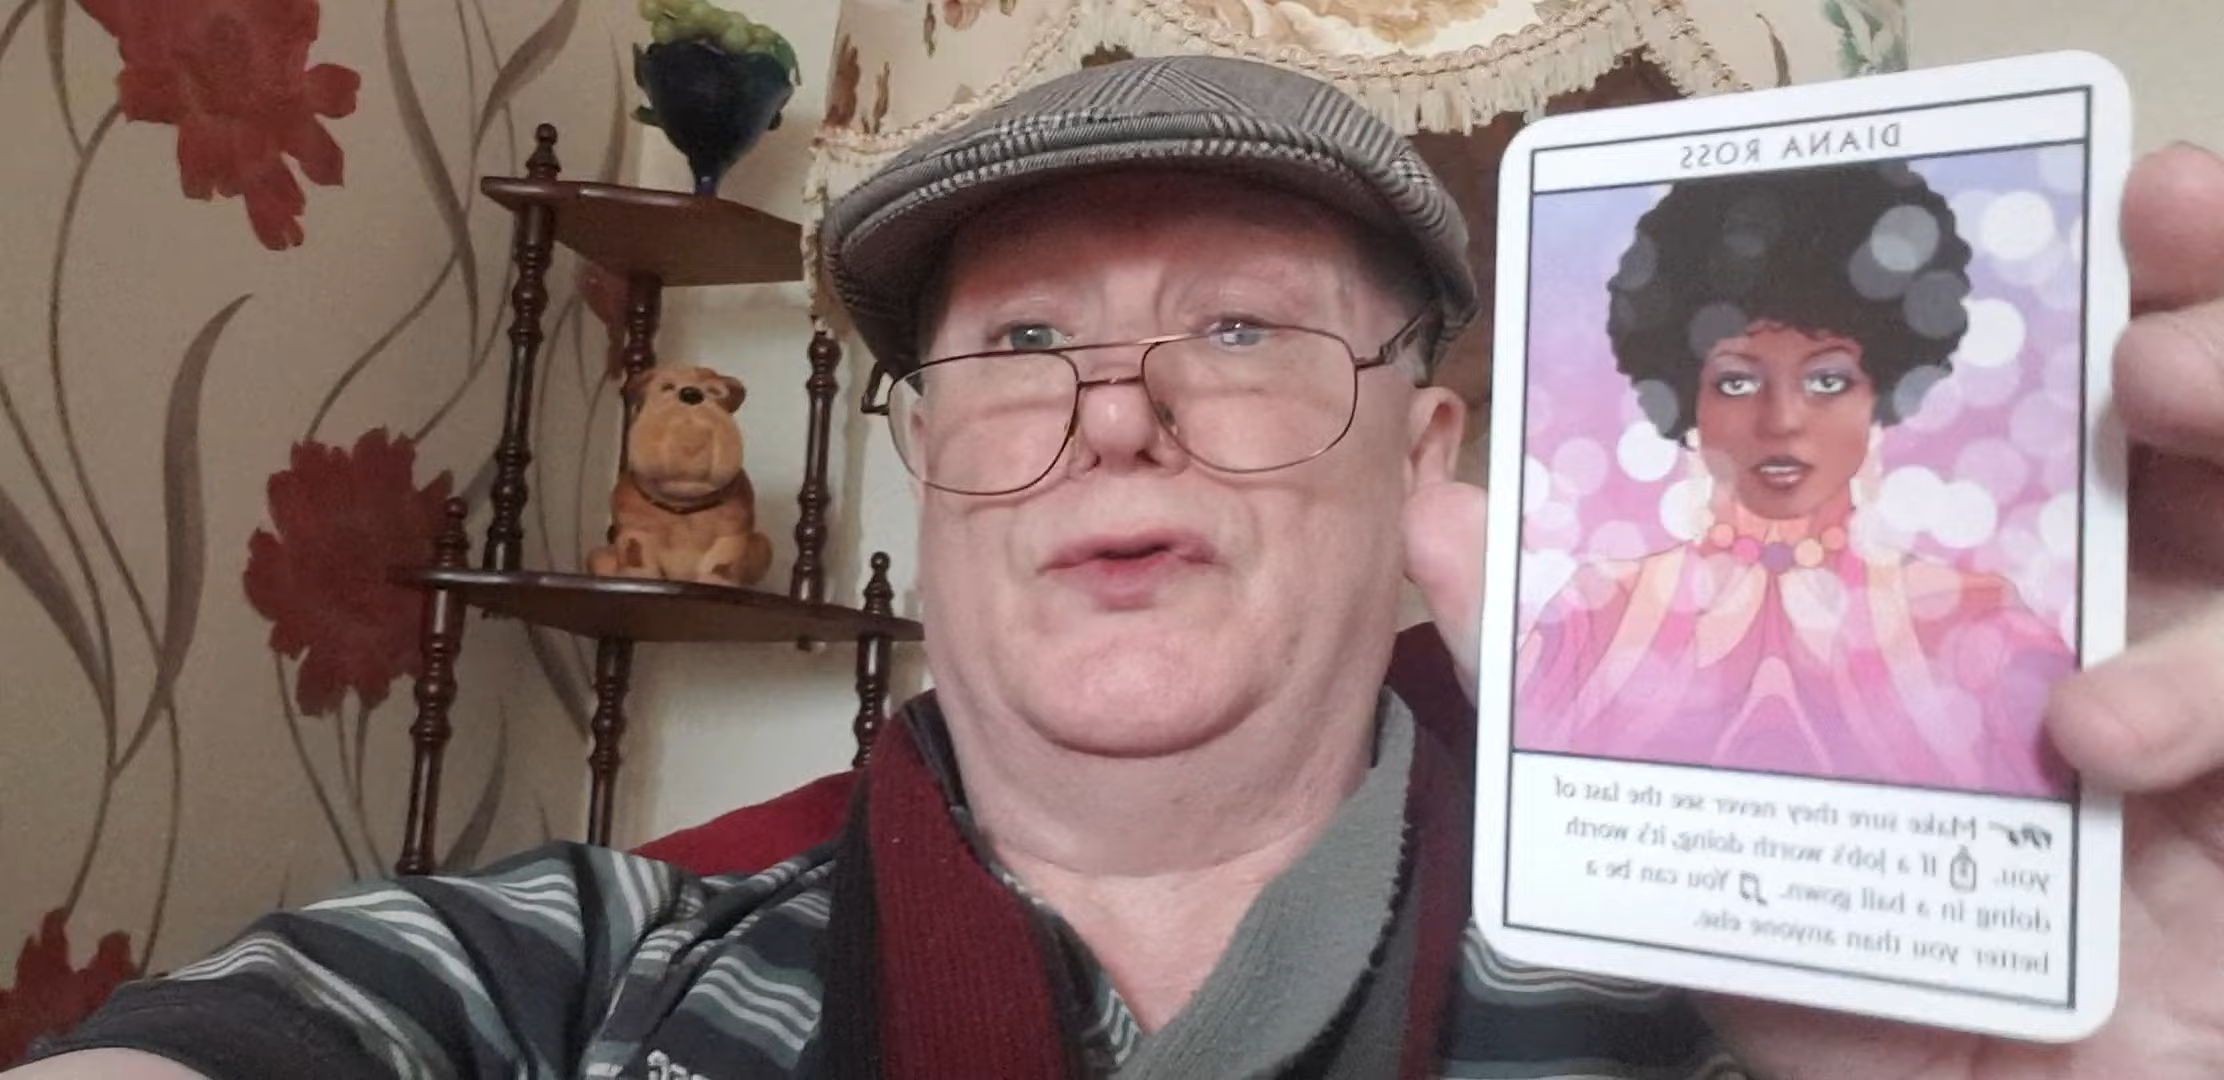 DIANA ROSS
Make sure they never see the last of
you. If a job's worth doing, it's worth
doing in a ball gown. You can be a
better you than anyone else.